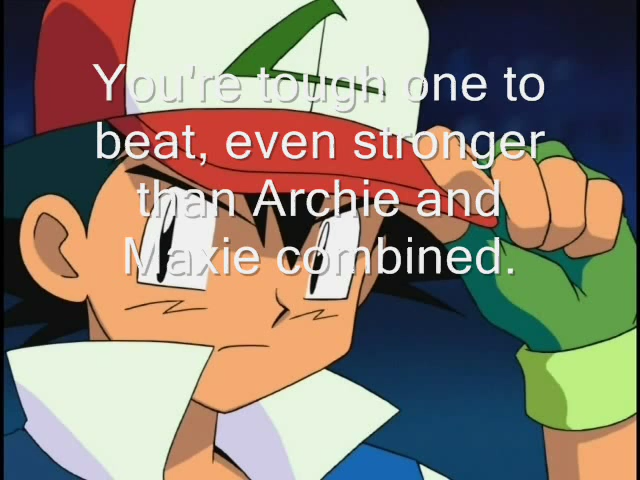 You're tough one to
beat, even stronger
than Archie and
Maxie combined.